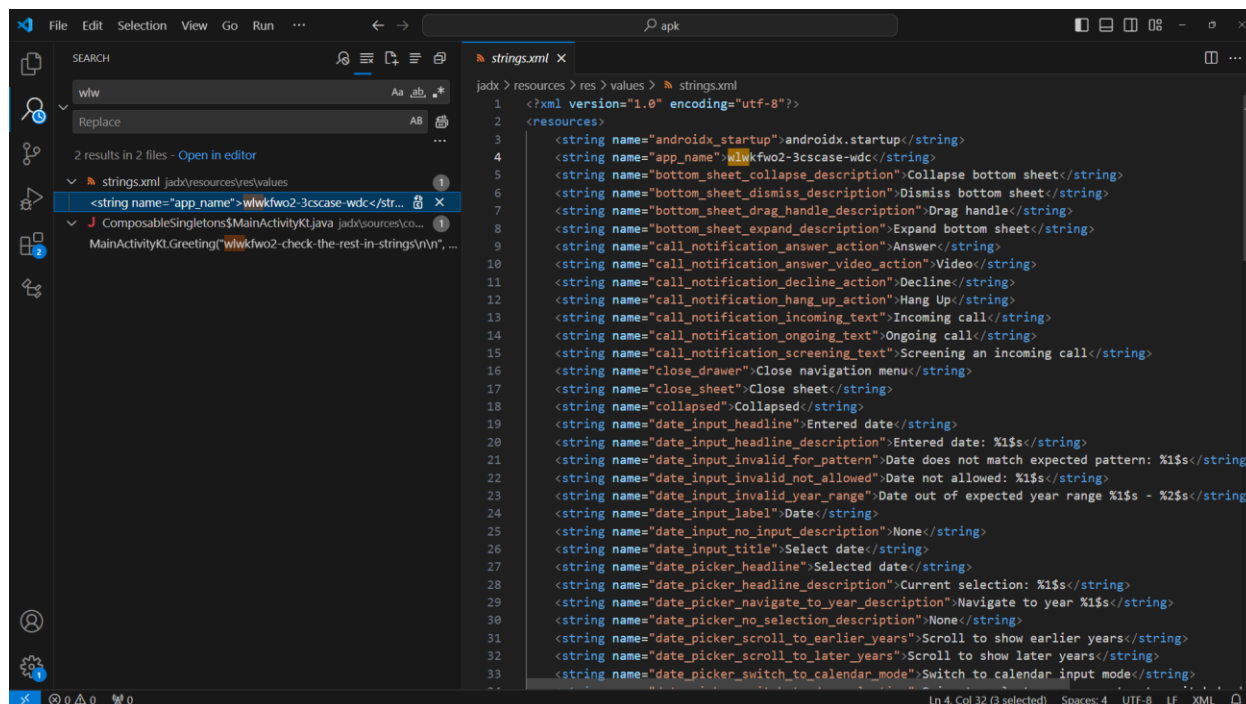 File Edit Selection View Go Run ··· apk
SEARCH
wlw Aa ab
Replace AB
2 results in 2 files - Open in editor
strings.xml jadx\resources\res\values 1
<string name="app_name">wlwkfwo2-3cscase-wdc</str...
ComposableSingletons$MainActivityKt.java jadx\sources\co... 1
MainActivityKt.Greeting("wlwkfwo2-check-the-rest-in-strings\n\n", ...
strings.xml
jadx > resources > res > values > strings.xml
1 <?xml version="1.0" encoding="utf-8"?>
2 <resources>
3 <string name="androidx_startup">androidx.startup</string>
4 <string name="app_name">wlwkfwo2-3cscase-wdc</string>
5 <string name="bottom_sheet_collapse_description">Collapse bottom sheet</string>
6 <string name="bottom_sheet_dismiss_description">Dismiss bottom sheet</string>
7 <string name="bottom_sheet_drag_handle_description">Drag handle</string>
8 <string name="bottom_sheet_expand_description">Expand bottom sheet</string>
9 <string name="call_notification_answer_action">Answer</string>
10 <string name="call_notification_answer_video_action">Video</string>
11 <string name="call_notification_decline_action">Decline</string>
12 <string name="call_notification_hang_up_action">Hang Up</string>
13 <string name="call_notification_incoming_text">Incoming call</string>
14 <string name="call_notification_ongoing_text">Ongoing call</string>
15 <string name="call_notification_screening_text">Screening an incoming call</string>
16 <string name="close_drawer">Close navigation menu</string>
17 <string name="close_sheet">Close sheet</string>
18 <string name="collapsed">Collapsed</string>
19 <string name="date_input_headline">Entered date</string>
20 <string name="date_input_headline_description">Entered date: %1$s</string>
21 <string name="date_input_invalid_for_pattern">Date does not match expected pattern: %1$s</string
22 <string name="date_input_invalid_not_allowed">Date not allowed: %1$s</string>
23 <string name="date_input_invalid_year_range">Date out of expected year range %1$s - %2$s</string
24 <string name="date_input_label">Date</string>
25 <string name="date_input_no_input_description">None</string>
26 <string name="date_input_title">Select date</string>
27 <string name="date_picker_headline">Selected date</string>
28 <string name="date_picker_headline_description">Current selection: %1$s</string>
29 <string name="date_picker_navigate_to_year_description">Navigate to year %1$s</string>
30 <string name="date_picker_no_selection_description">None</string>
31 <string name="date_picker_scroll_to_earlier_years">Scroll to show earlier years</string>
32 <string name="date_picker_scroll_to_later_years">Scroll to show later years</string>
33 <string name="date_picker_switch_to_calendar_mode">Switch to calendar input mode</string>
2
1
0 0 0 Ln 4, Col 32 (3 selected) Spaces: 4 UTF-8 LF XML